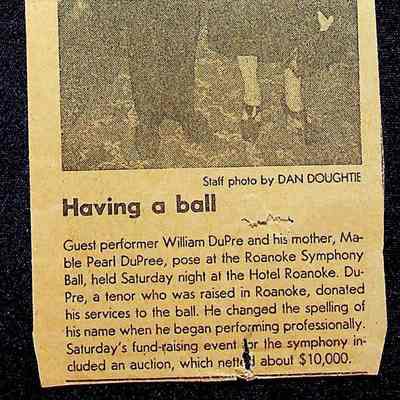 Staff photo by DAN DOUGHTIE
Having a ball
Guest performer William DuPre and his mother, Ma-
ble Pearl DuPree, pose at the Roanoke Symphony
Ball, held Saturday night at the Hotel Roanoke. Du-
Pre, a tenor who was raised in Roanoke, donated
his services to the ball. He changed the spelling of
his name when he began performing professionally.
Saturday's fund-raising event for the symphony in-
cluded an auction, which netted about $10,000.